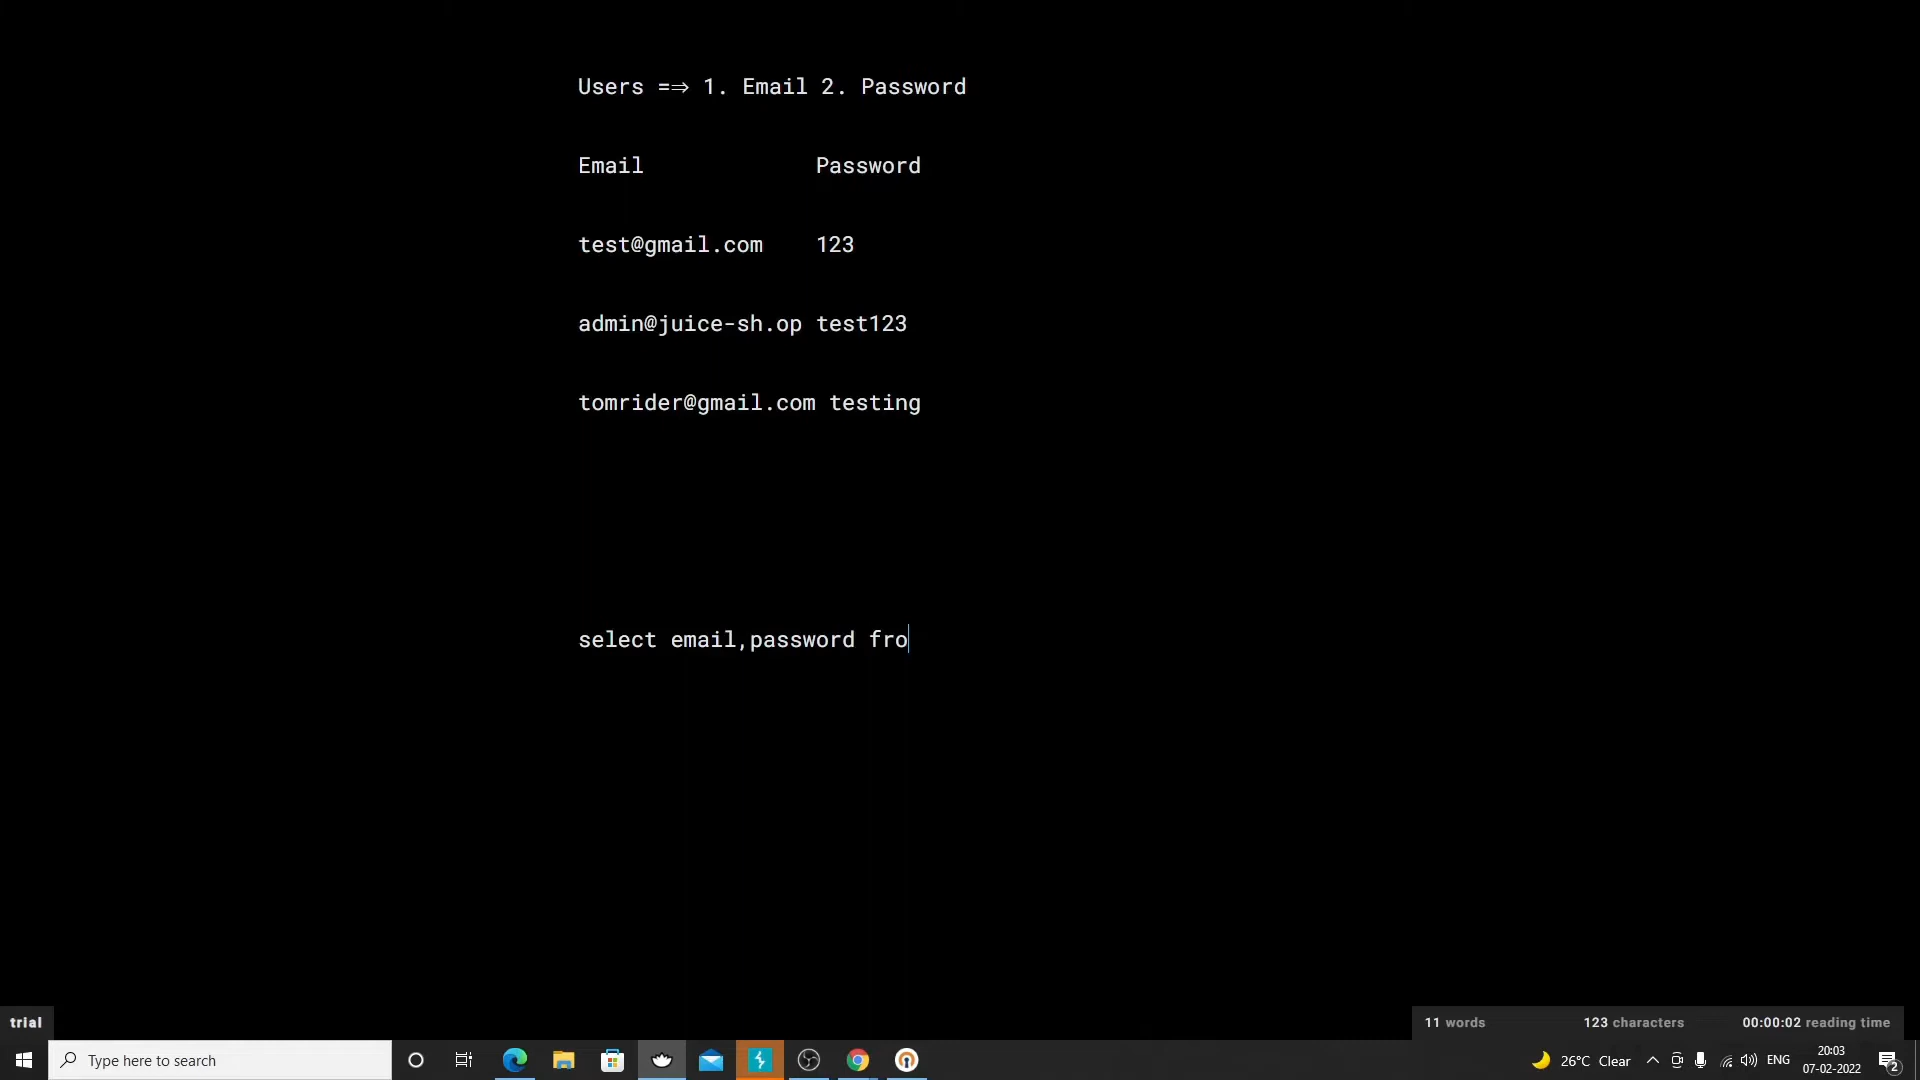 Users ==> 1. Email 2. Password
Email Password
test@gmail.com 123
admin@juice-sh.op test123
tomrider@gmail.com testing
select email,password fro
trial
11 words 123 characters 00:00:02 reading time
Type here to search
26°C Clear
ENG
20:03
07-02-2022
2